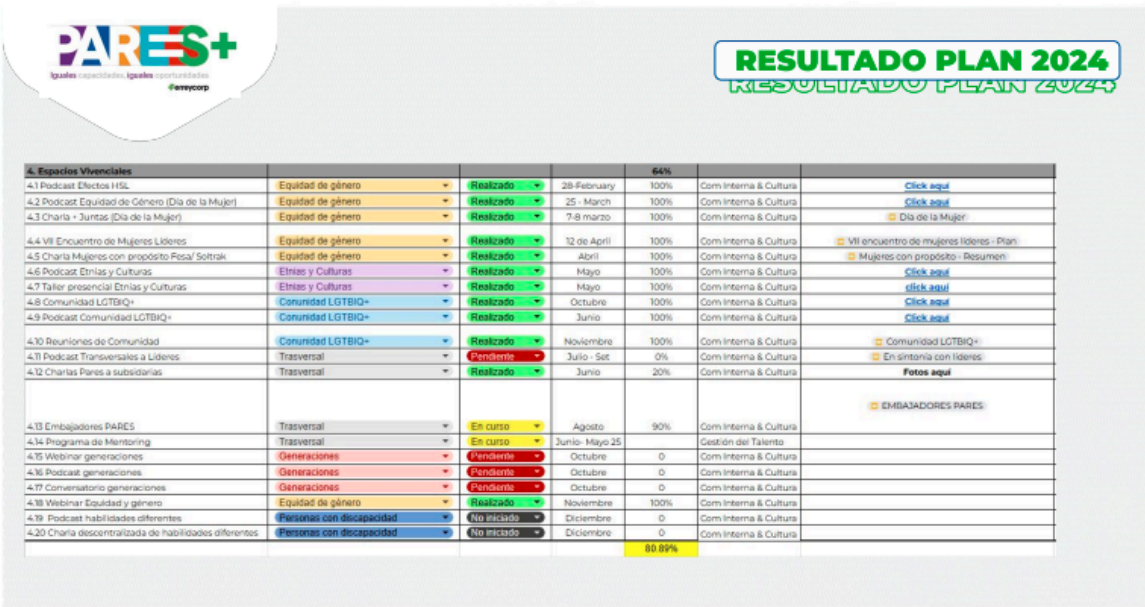 PARES+
Iguales capacidades, iguales oportunidades
Ferreycorp
RESULTADO PLAN 2024
RESULTADO PLAN 2024
4. Espacios Vivenciales 64%
4.1 Podcast Efectos HSL Equidad de género Realizado 28-February 100% Com Interna & Cultura Click aquí
4.2 Podcast Equidad de Género (Día de la Mujer) Equidad de género Realizado 25 - March 100% Com Interna & Cultura Click aquí
4.3 Charla + Juntas (Día de la Mujer) Equidad de género Realizado 7-8 marzo 100% Com Interna & Cultura Día de la Mujer
4.4 VII Encuentro de Mujeres Líderes Equidad de género Realizado 12 de April 100% Com Interna & Cultura VII encuentro de mujeres líderes - Plan
4.5 Charla Mujeres con propósito Fesa/ Soltrak Equidad de género Realizado Abril 100% Com Interna & Cultura Mujeres con propósito - Resumen
4.6 Podcast Etnias y Culturas Etnias y Culturas Realizado Mayo 100% Com Interna & Cultura Click aquí
4.7 Taller presencial Etnias y Culturas Etnias y Culturas Realizado Mayo 100% Com Interna & Cultura click aquí
4.8 Comunidad LGTBIQ+ Conunidad LGTBIQ+ Realizado Octubre 100% Com Interna & Cultura Click aquí
4.9 Podcast Comunidad LGTBIQ+ Conunidad LGTBIQ+ Realizado Junio 100% Com Interna & Cultura Click aquí
4.10 Reuniones de Comunidad Conunidad LGTBIQ+ Realizado Noviembre 100% Com Interna & Cultura Comunidad LGTBIQ+
4.11 Podcast Transversales a Líderes Trasversal Pendiente Julio - Set 0% Com Interna & Cultura En sintonía con líderes
4.12 Charlas Pares a subsidarias Trasversal Realizado Junio 20% Com Interna & Cultura Fotos aquí
EMBAJADORES PARES
4.13 Embajadores PARES Trasversal En curso Agosto 90% Com Interna & Cultura
4.14 Programa de Mentoring Trasversal En curso Junio- Mayo 25 Gestión del Talento
4.15 Webinar generaciones Generaciones Pendiente Octubre 0 Com Interna & Cultura
4.16 Podcast generaciones Generaciones Pendiente Octubre 0 Com Interna & Cultura
4.17 Conversatorio generaciones Generaciones Pendiente Octubre 0 Com Interna & Cultura
4.18 Webinar Equidad y género Equidad de género Realizado Noviembre 100% Com Interna & Cultura
4.19 Podcast habilidades diferentes Personas con discapacidad No iniciado Diciembre 0 Com Interna & Cultura
4.20 Charla descentralizada de habilidades diferentes Personas con discapacidad No iniciado Diciembre 0 Com Interna & Cultura
80.89%